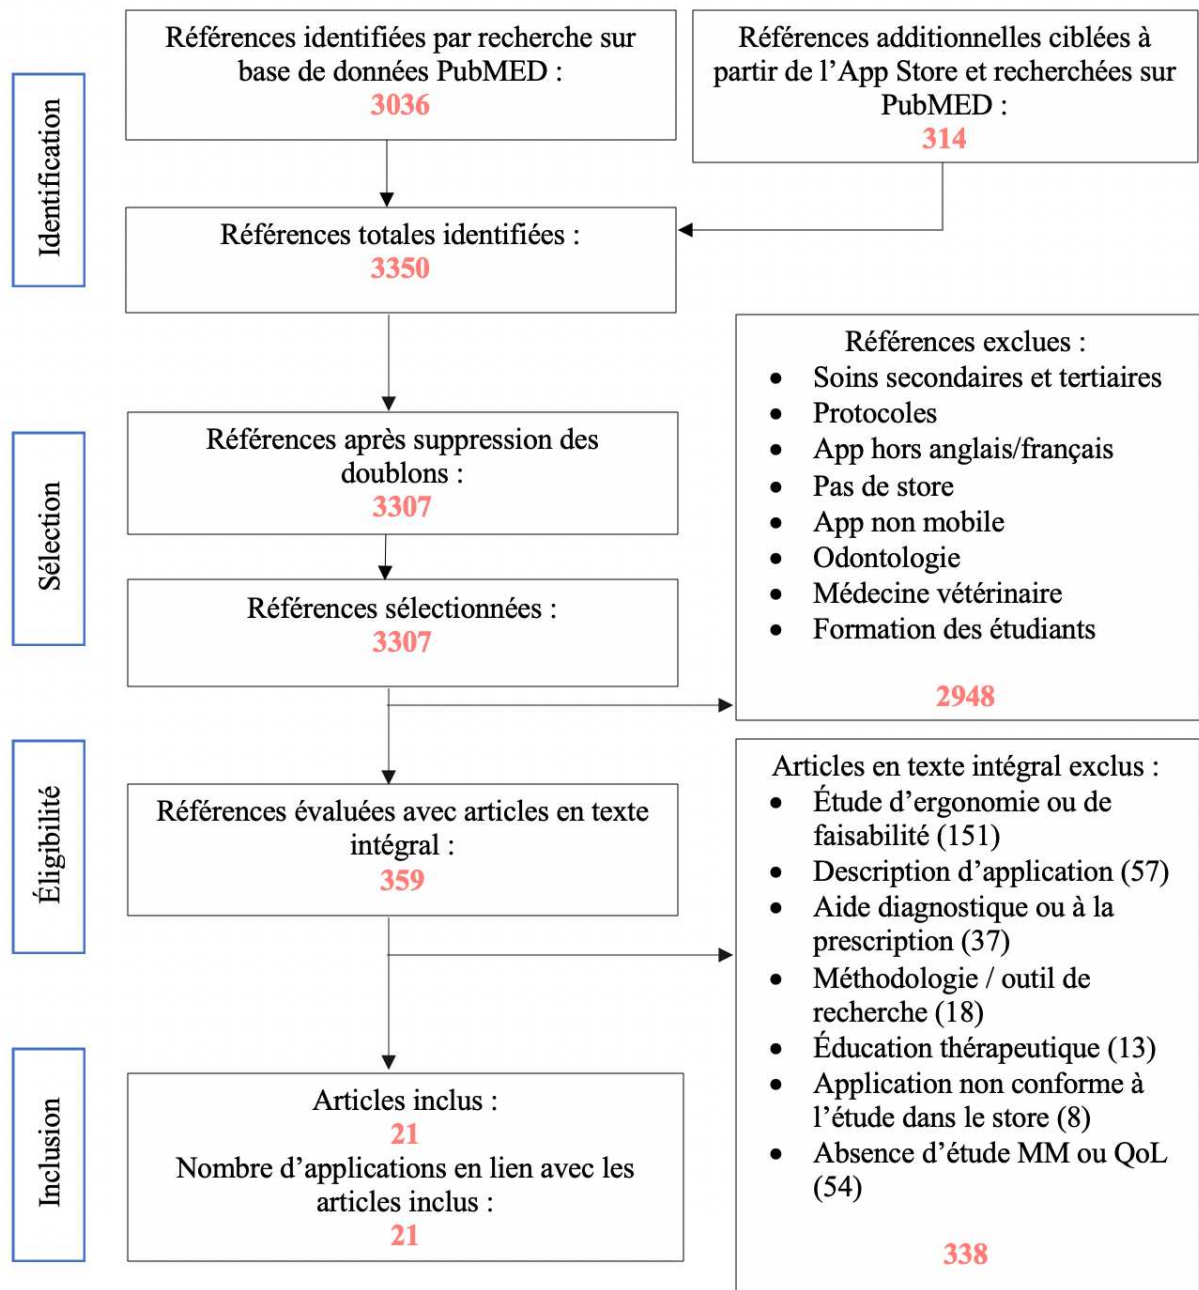 Identification
Références identifiées par recherche sur
base de données PubMED :
3036
Références additionnelles ciblées à
partir de l'App Store et recherchées sur
PubMED :
314
Références totales identifiées :
3350
Sélection
Références après suppression des
doublons :
3307
Références sélectionnées :
3307
Références exclues :
• Soins secondaires et tertiaires
• Protocoles
• App hors anglais/français
• Pas de store
• App non mobile
• Odontologie
• Médecine vétérinaire
• Formation des étudiants
2948
Éligibilité
Références évaluées avec articles en texte
intégral :
359
Articles en texte intégral exclus :
• Étude d'ergonomie ou de
faisabilité (151)
• Description d'application (57)
• Aide diagnostique ou à la
prescription (37)
• Méthodologie / outil de
recherche (18)
• Éducation thérapeutique (13)
• Application non conforme à
l'étude dans le store (8)
• Absence d'étude MM ou QoL
(54)
338
Inclusion
Articles inclus :
21
Nombre d'applications en lien avec les
articles inclus :
21